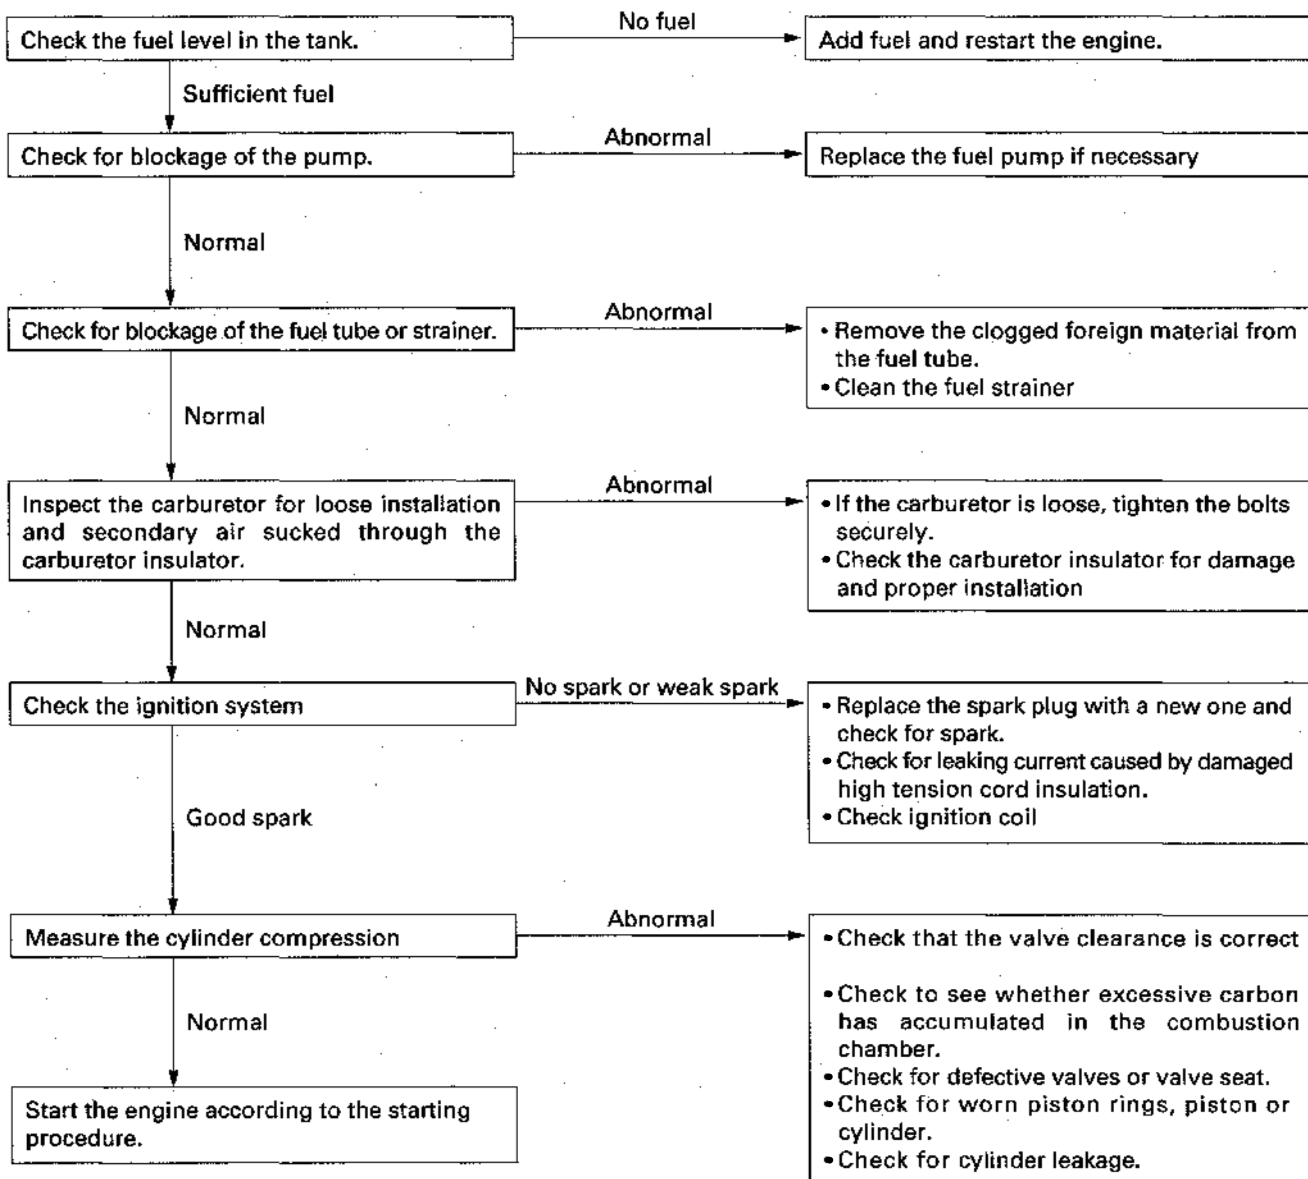 Check the fuel level in the tank.
No fuel
Add fuel and restart the engine.
Sufficient fuel
Check for blockage of the pump.
Abnormal
Replace the fuel pump if necessary
Normal
Check for blockage of the fuel tube or strainer.
Abnormal
• Remove the clogged foreign material from
the fuel tube.
• Clean the fuel strainer
Normal
Inspect the carburetor for loose installation
and secondary air sucked through the
carburetor insulator.
Abnormal
• If the carburetor is loose, tighten the bolts
securely.
• Check the carburetor insulator for damage
and proper installation
Normal
Check the ignition system
No spark or weak spark
• Replace the spark plug with a new one and
check for spark.
• Check for leaking current caused by damaged
high tension cord insulation.
• Check ignition coil
Good spark
Measure the cylinder compression
Abnormal
• Check that the valve clearance is correct
• Check to see whether excessive carbon
has accumulated in the combustion
chamber.
• Check for defective valves or valve seat.
• Check for worn piston rings, piston or
cylinder.
• Check for cylinder leakage.
Normal
Start the engine according to the starting
procedure.